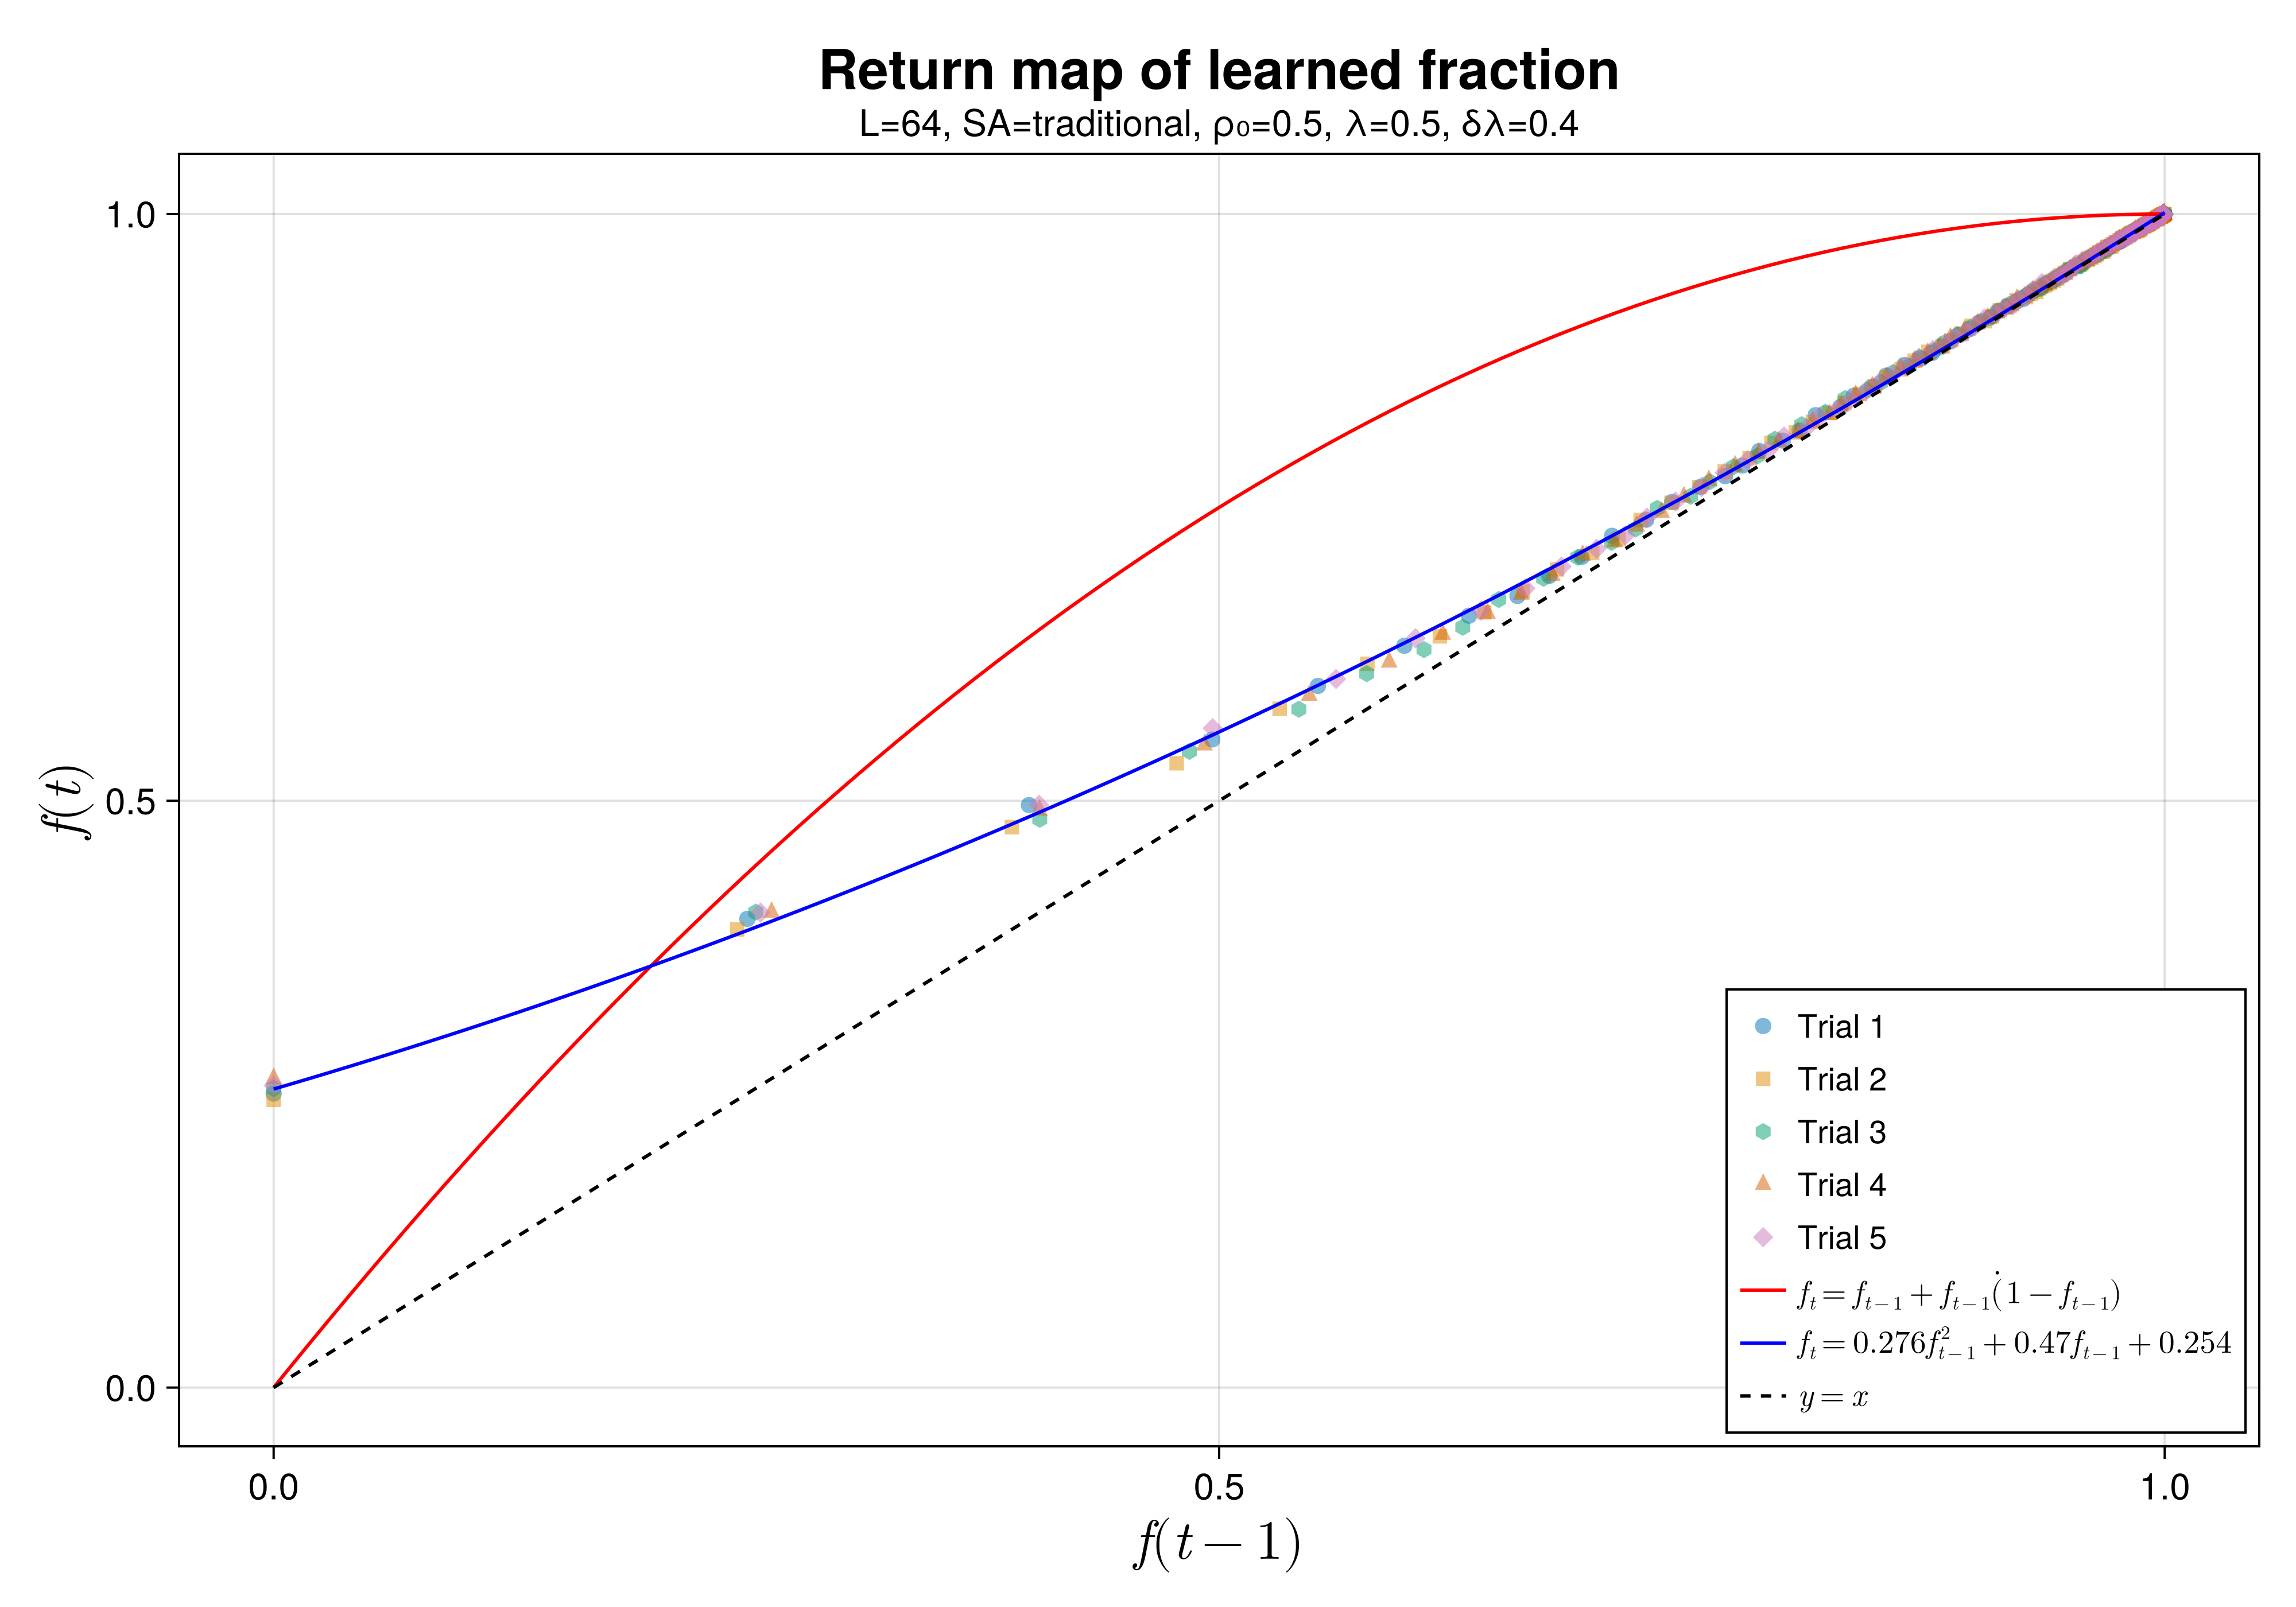 Return map of learned fraction
L=64, SA=traditional, ρ₀=0.5, λ=0.5, δλ=0.4
f(t)
1.0
0.5
0.0
0.0
0.5
1.0
f(t − 1)
Trial 1
Trial 2
Trial 3
Trial 4
Trial 5
f_t = f_{t−1} + f_{t−1}(̇1 − f_{t−1})
f_t = 0.276f²_{t−1} + 0.47f_{t−1} + 0.254
y = x